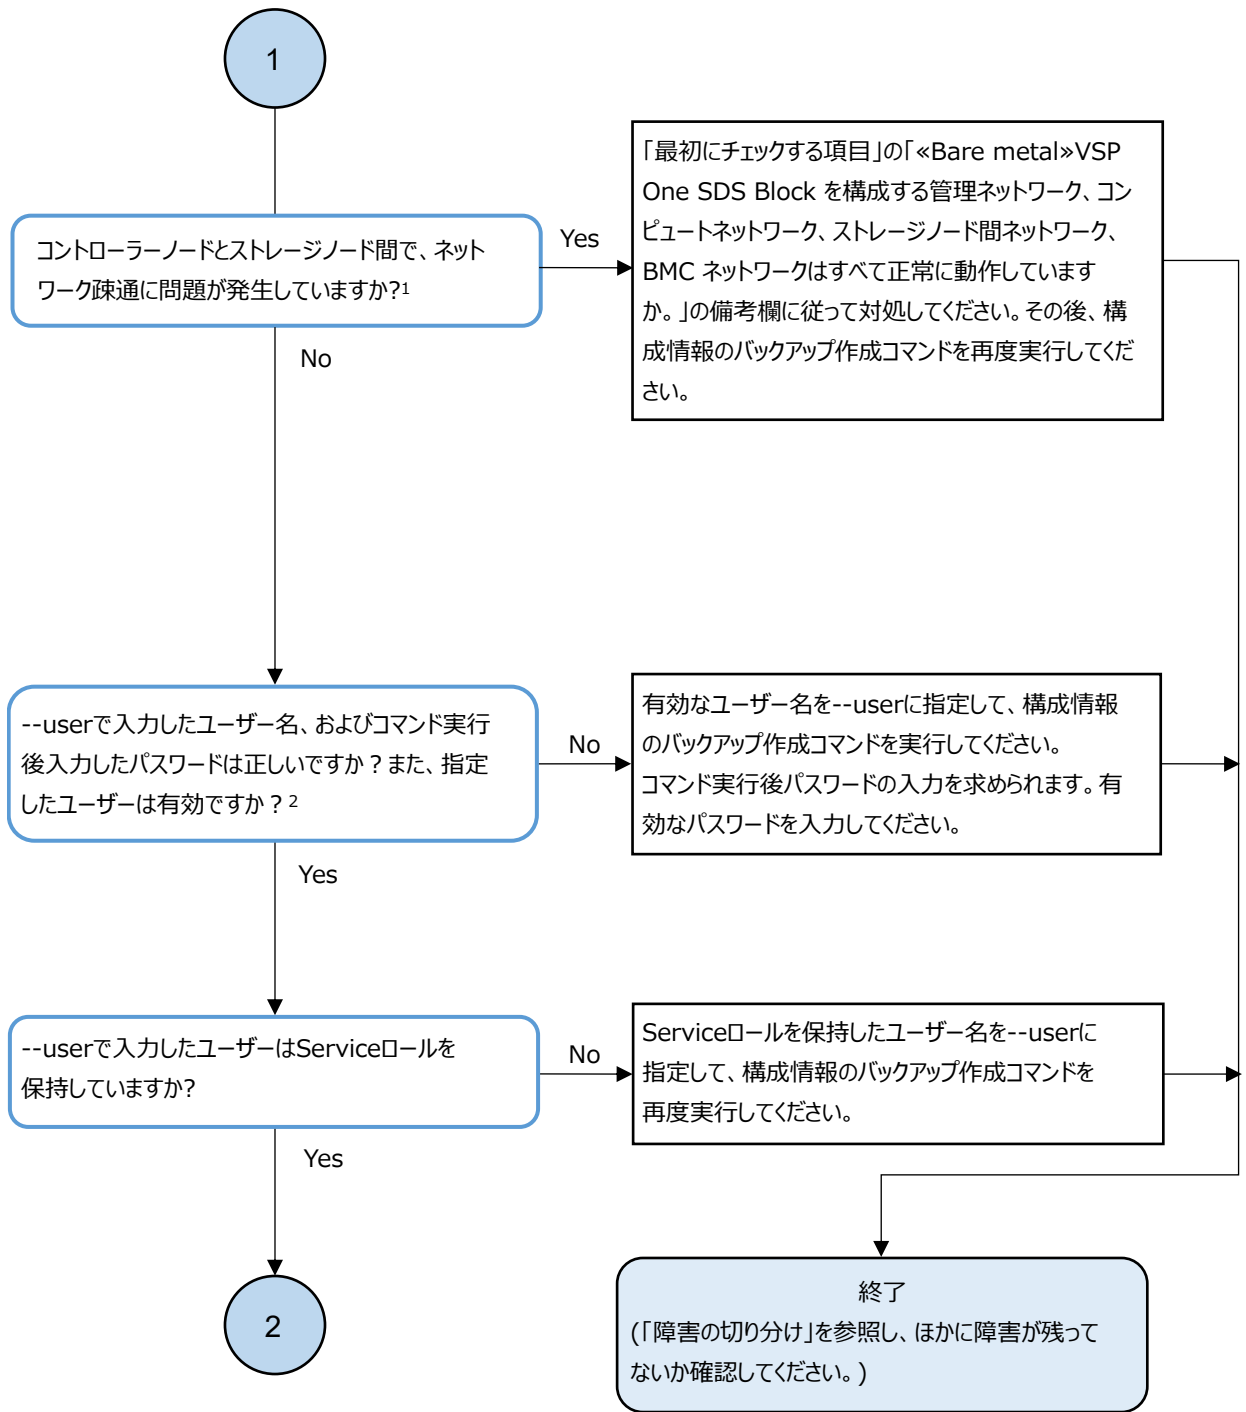 1
コントローラーノードとストレージノード間で、ネット
ワーク疎通に問題が発生していますか?1
Yes
「最初にチェックする項目」の「«Bare metal»VSP
One SDS Block を構成する管理ネットワーク、コン
ピュートネットワーク、ストレージノード間ネットワーク、
BMC ネットワークはすべて正常に動作しています
か。」の備考欄に従って対処してください。その後、構
成情報のバックアップ作成コマンドを再度実行してくだ
さい。
No
--userで入力したユーザー名、およびコマンド実行
後入力したパスワードは正しいですか？また、指定
したユーザーは有効ですか？2
No
有効なユーザー名を--userに指定して、構成情報
のバックアップ作成コマンドを実行してください。
コマンド実行後パスワードの入力を求められます。有
効なパスワードを入力してください。
Yes
--userで入力したユーザーはServiceロールを
保持していますか?
No
Serviceロールを保持したユーザー名を--userに
指定して、構成情報のバックアップ作成コマンドを
再度実行してください。
Yes
2
終了
(「障害の切り分け」を参照し、ほかに障害が残って
ないか確認してください。)